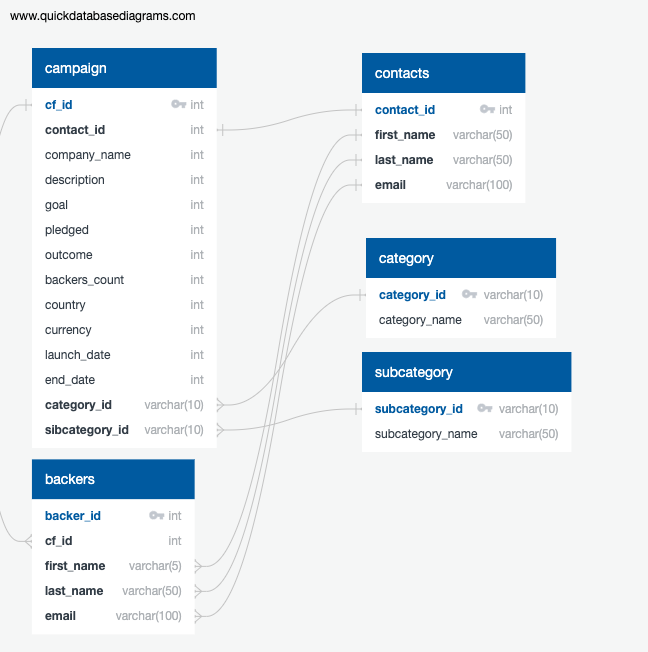 www.quickdatabasediagrams.com
campaign
cf_id int
contact_id int
company_name int
description int
goal int
pledged int
outcome int
backers_count int
country int
currency int
launch_date int
end_date int
category_id varchar(10)
sibcategory_id varchar(10)
contacts
contact_id int
first_name varchar(50)
last_name varchar(50)
email varchar(100)
category
category_id varchar(10)
category_name varchar(50)
subcategory
subcategory_id varchar(10)
subcategory_name varchar(50)
backers
backer_id int
cf_id int
first_name varchar(5)
last_name varchar(50)
email varchar(100)